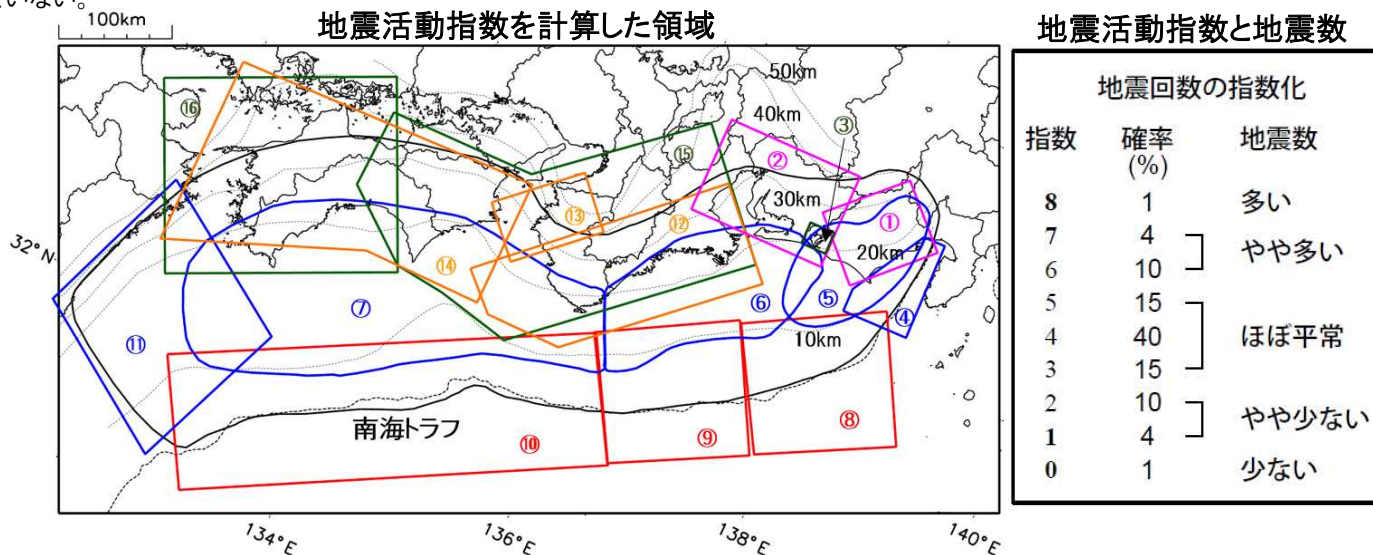 いない。
100km
地震活動指数を計算した領域
地震活動指数と地震数
50km
40km
③
⑯
⑮
②
30km
⑬
⑫
①
20km
32°N
⑭
⑦
⑥
⑤
④
⑪
10km
南海トラフ
⑩
⑨
⑧
134°E
136°E
138°E
140°E
地震回数の指数化
指数 確率 地震数
(%)
8 1 多い
7 4
やや多い
6 10
5 15
4 40 ほぼ平常
3 15
2 10
やや少ない
1 4
0 1 少ない